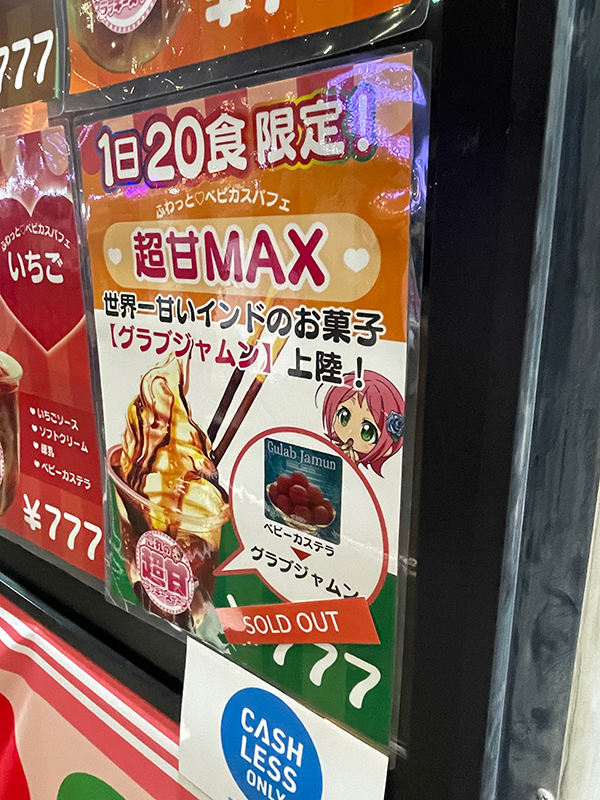 777
¥777
1日20食限定!
ふわっと♡ベビカスパフェ
超甘MAX
世界一甘いインドのお菓子
【グラブジャムン】上陸!
Gulab Jamun
ベビーカステラ
グラブジャムン
超甘
SOLD OUT
777
ふわっと♡ベビカスパフェ
いちご
♥いちごソース
♥ソフトクリーム
♥練乳
♥ベビーカステラ
¥777
CASH
LESS
ONLY